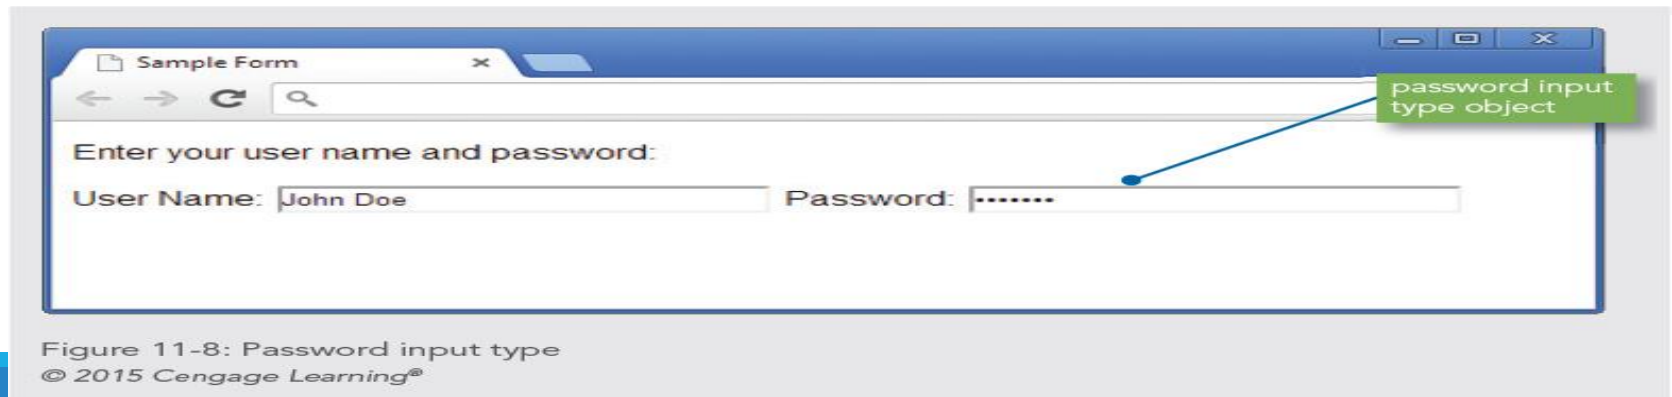 Sample Form
password input
type object
Enter your user name and password:
User Name: John Doe Password: •••••••
Figure 11-8: Password input type
© 2015 Cengage Learning®